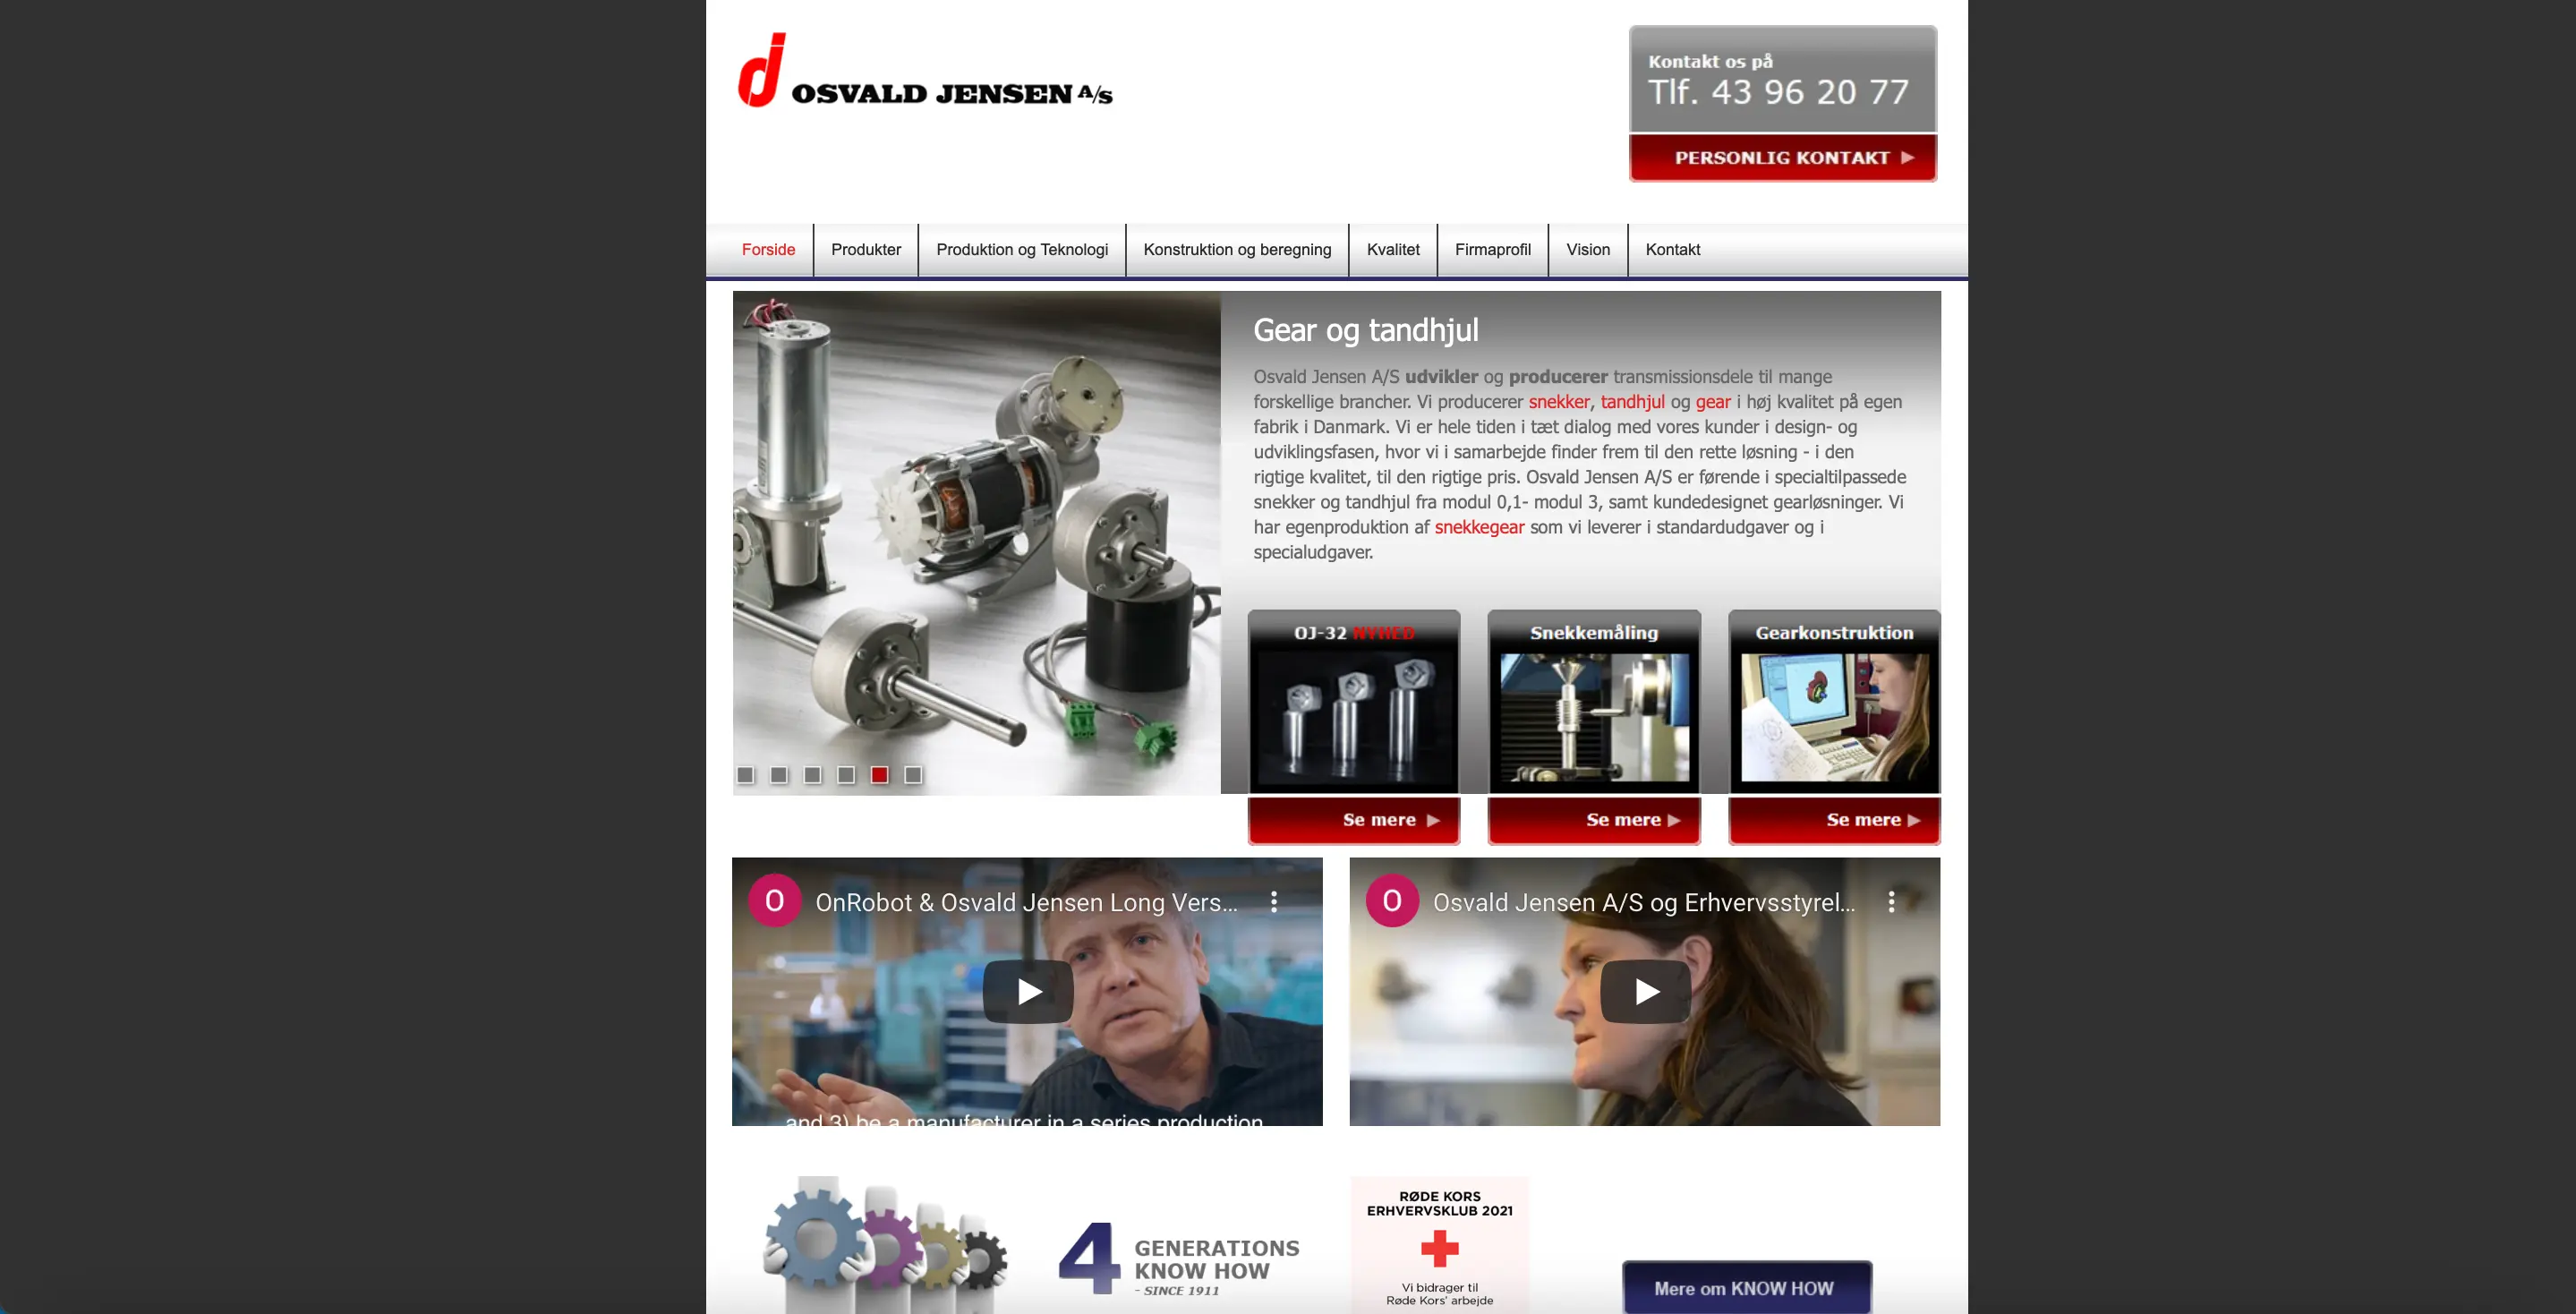 OSVALD JENSEN A/S
Kontakt os på
Tlf. 43 96 20 77
PERSONLIG KONTAKT
Forside
Produkter
Produktion og Teknologi
Konstruktion og beregning
Kvalitet
Firmaprofil
Vision
Kontakt
Gear og tandhjul
Osvald Jensen A/S udvikler og producerer transmissionsdele til mange
forskellige brancher. Vi producerer snekker, tandhjul og gear i høj kvalitet på egen
fabrik i Danmark. Vi er hele tiden i tæt dialog med vores kunder i design- og
udviklingsfasen, hvor vi i samarbejde finder frem til den rette løsning - i den
rigtige kvalitet, til den rigtige pris. Osvald Jensen A/S er førende i specialtilpassede
snekker og tandhjul fra modul 0,1- modul 3, samt kundedesignet gearløsninger. Vi
har egenproduktion af snekkegear som vi leverer i standardudgaver og i
specialudgaver.
OJ-32 NYHED
Snekkemåling
Gearkonstruktion
Se mere
Se mere
Se mere
O OnRobot & Osvald Jensen Long Vers...
and 3) be a manufacturer in a series production
O Osvald Jensen A/S og Erhvervsstyrel...
4 GENERATIONS
KNOW HOW
- SINCE 1911
RØDE KORS
ERHVERVSKLUB 2021
Vi bidrager til
Røde Kors' arbejde
Mere om KNOW HOW